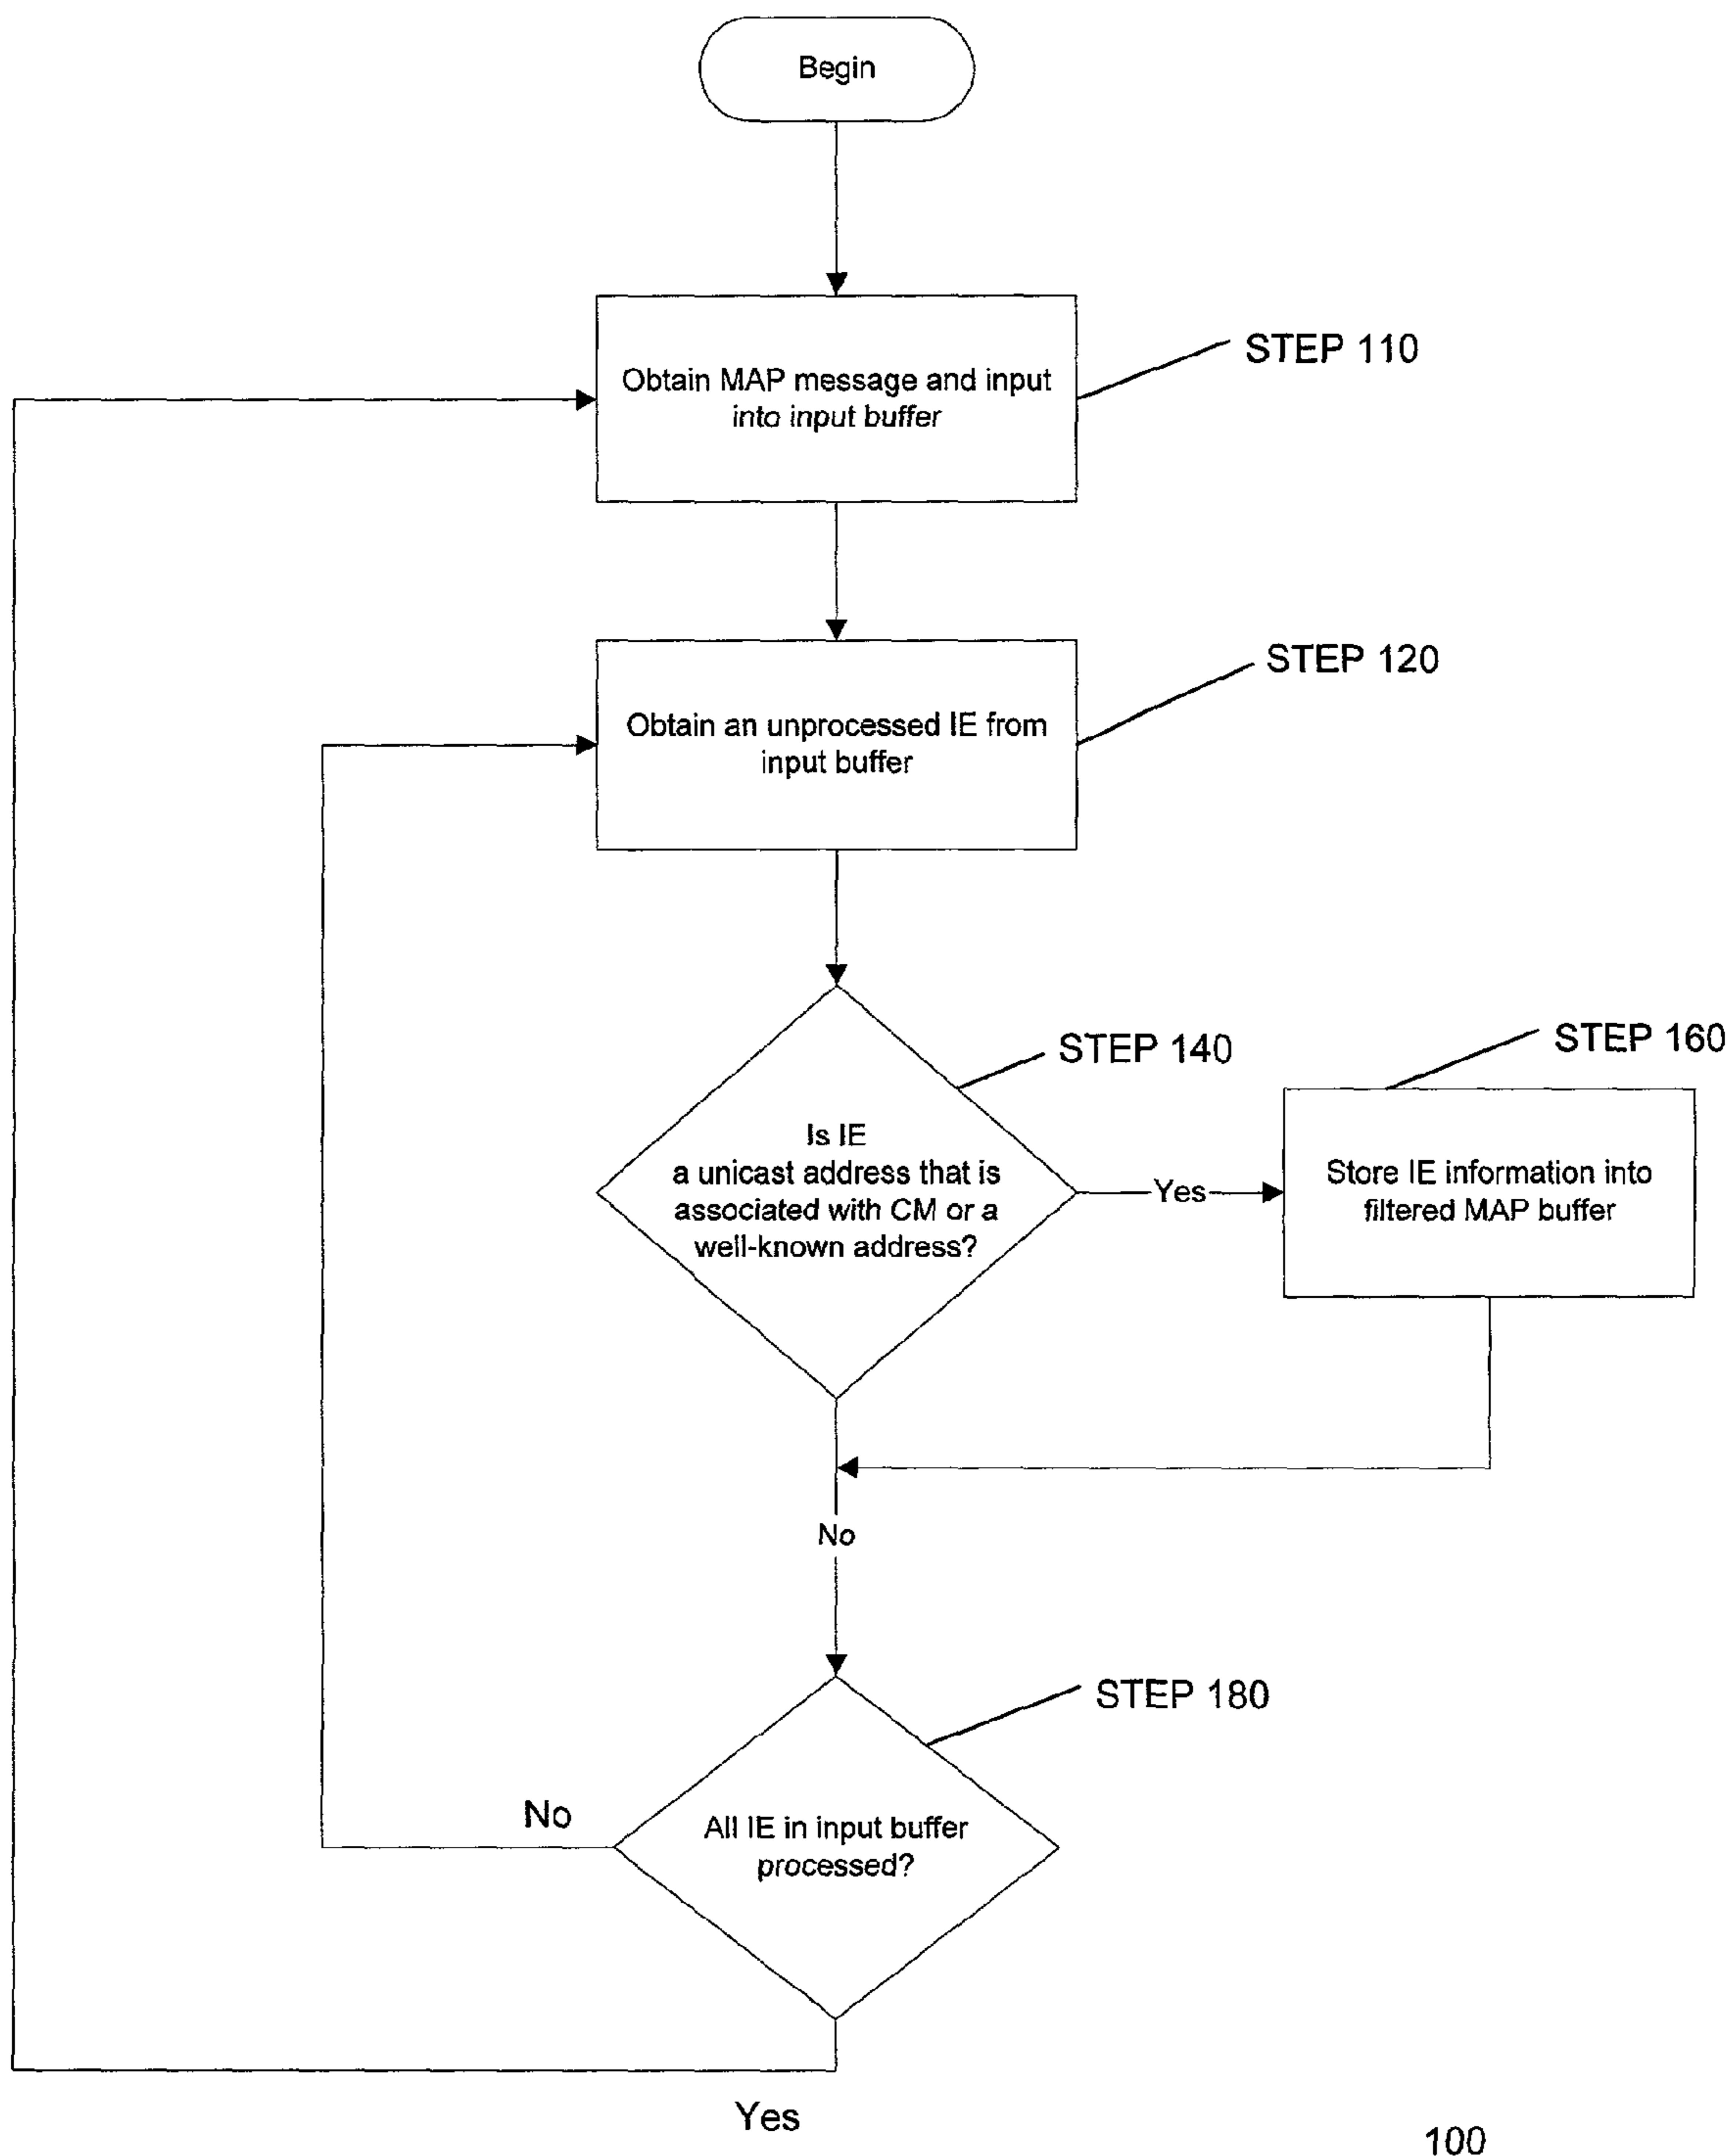 Begin
STEP 110
Obtain MAP message and input
into input buffer
STEP 120
Obtain an unprocessed IE from
input buffer
STEP 140
STEP 160
Is IE
a unicast address that is
associated with CM or a
well-known address?
Yes
Store IE information into
filtered MAP buffer
No
STEP 180
No
All IE in input buffer
processed?
Yes
100